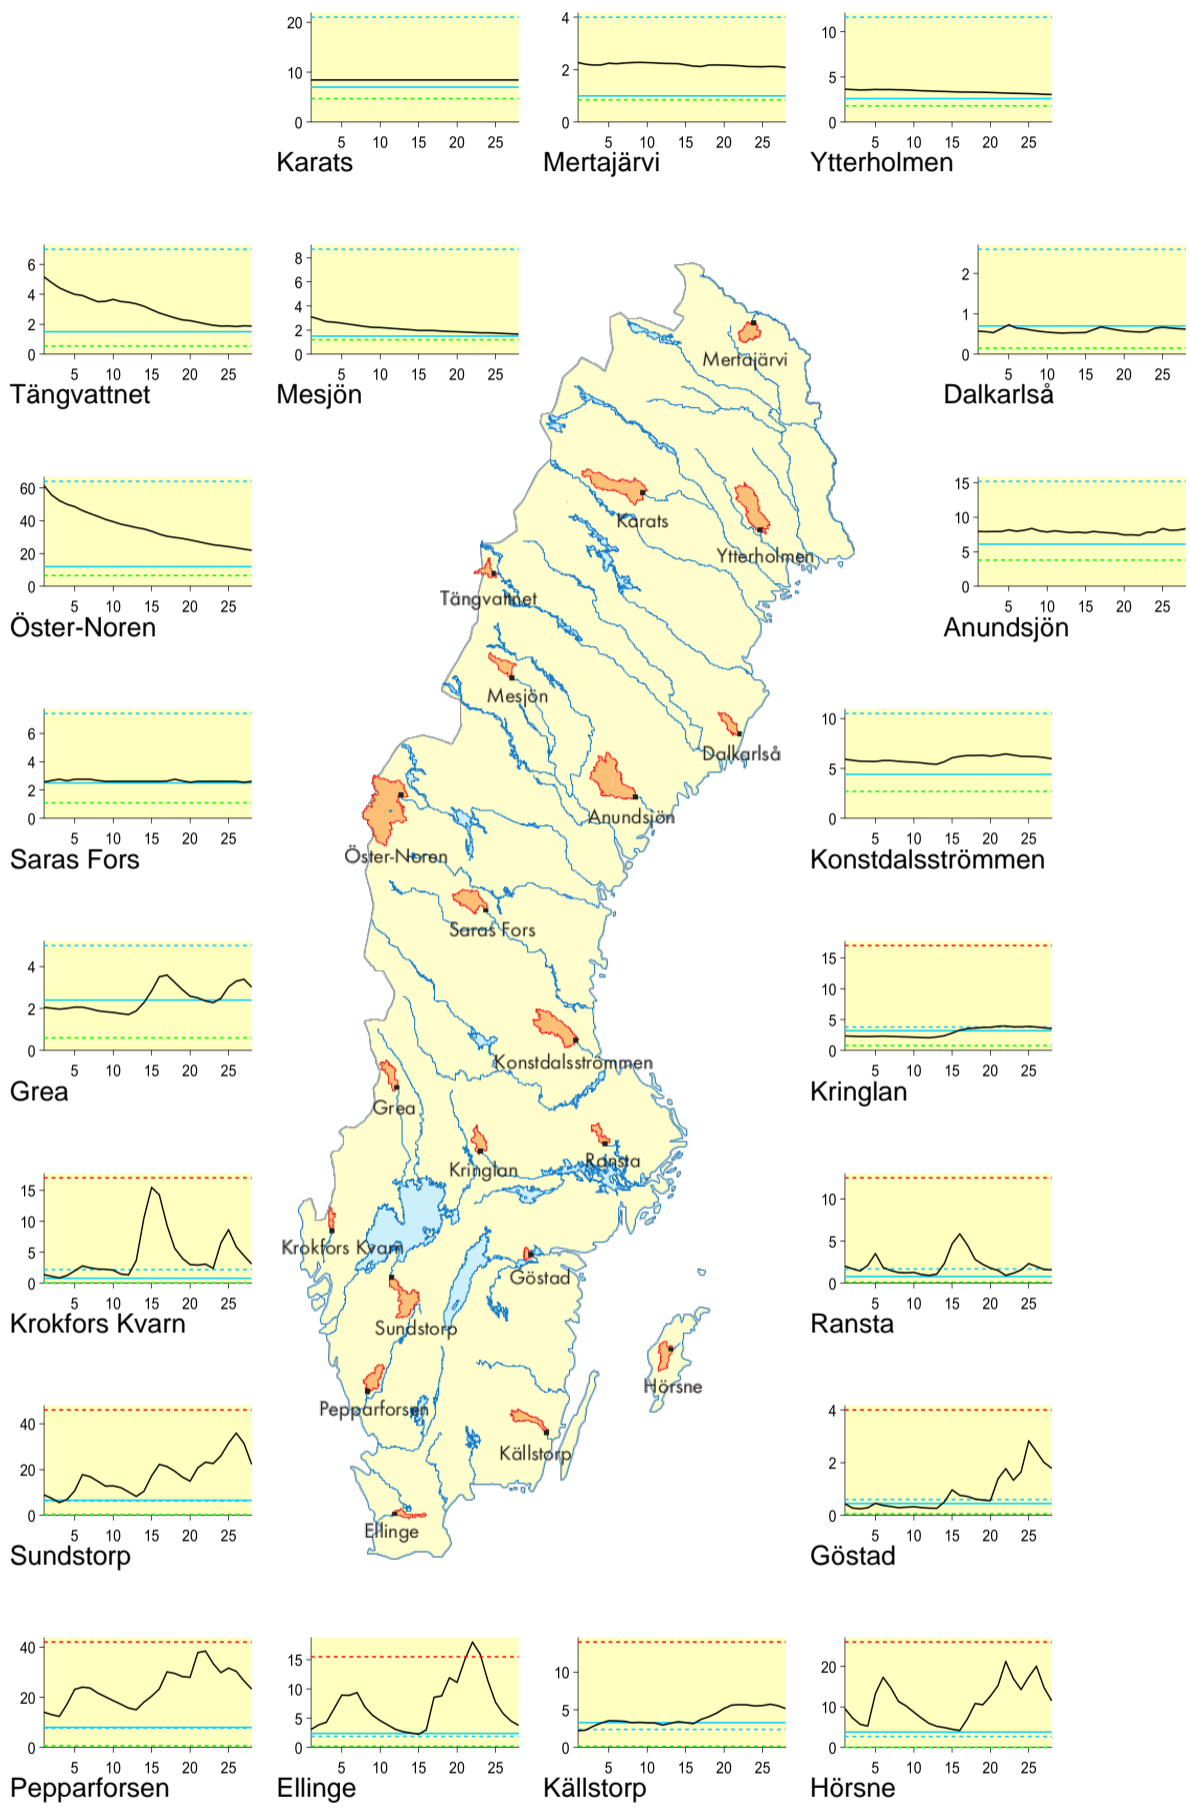 20
10
0
5 10 15 20 25
Karats
4
2
0
5 10 15 20 25
Mertajärvi
10
5
0
5 10 15 20 25
Ytterholmen
6
4
2
0
5 10 15 20 25
Tängvattnet
8
6
4
2
0
5 10 15 20 25
Mesjön
2
1
0
5 10 15 20 25
Dalkarlså
60
40
20
0
5 10 15 20 25
Öster-Noren
15
10
5
0
5 10 15 20 25
Anundsjön
6
4
2
0
5 10 15 20 25
Saras Fors
10
5
0
5 10 15 20 25
Konstdalsströmmen
4
2
0
5 10 15 20 25
Grea
15
10
5
0
5 10 15 20 25
Kringlan
15
10
5
0
5 10 15 20 25
Krokfors Kvarn
10
5
0
5 10 15 20 25
Ransta
40
20
0
5 10 15 20 25
Sundstorp
4
2
0
5 10 15 20 25
Göstad
40
20
0
5 10 15 20 25
Pepparforsen
15
10
5
0
5 10 15 20 25
Ellinge
10
5
0
5 10 15 20 25
Källstorp
20
10
0
5 10 15 20 25
Hörsne
Mertajärvi
Karats
Ytterholmen
Tängvattnet
Mesjön
Dalkarlså
Anundsjön
Öster-Noren
Saras Fors
Konstdalsströmmen
Grea
Kringlan
Ransta
Krokfors Kvarn
Göstad
Sundstorp
Hörsne
Pepparforsen
Källstorp
Ellinge